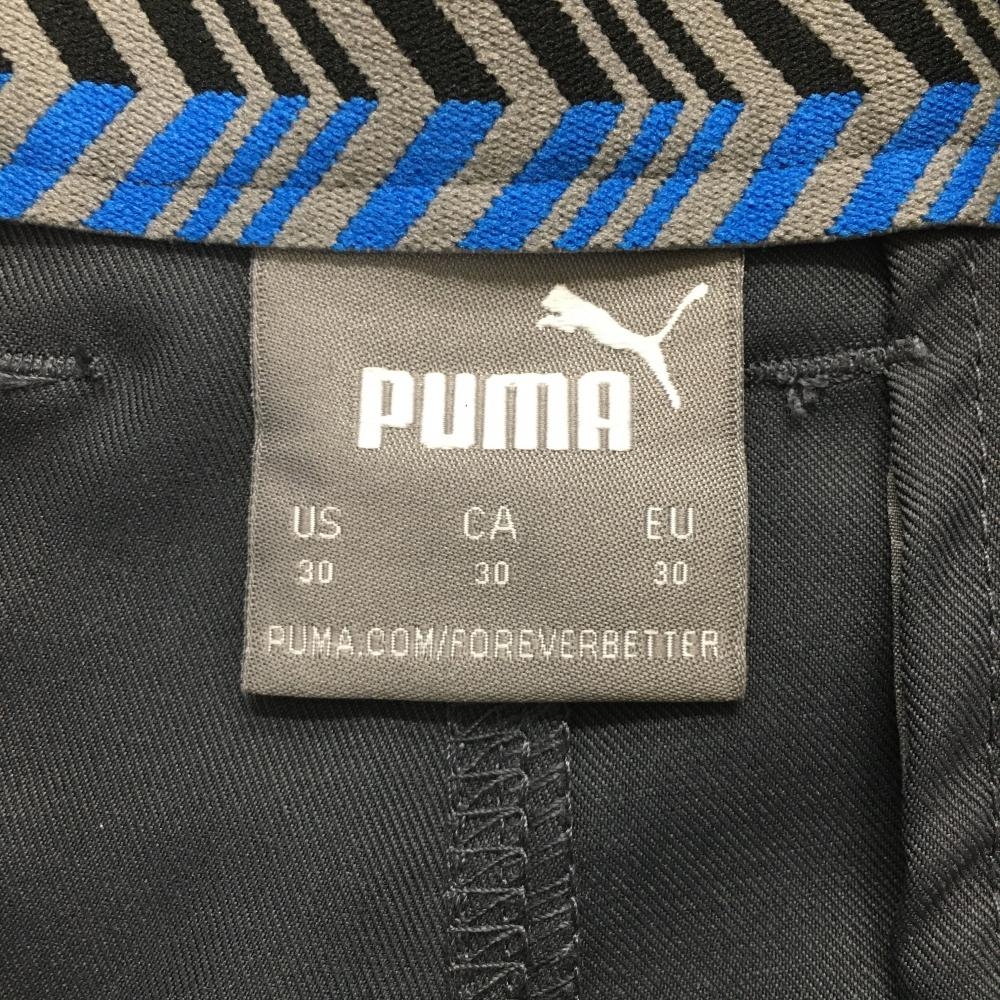 PUMA
US CA EU
30 30 30
PUMA.COM/FOREVERBETTER